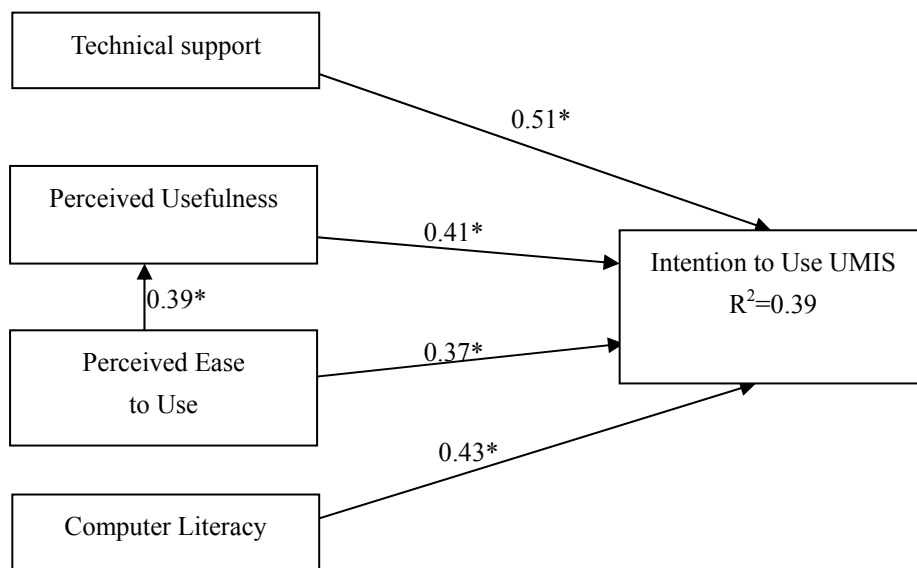 Technical support
0.51*
Perceived Usefulness
0.41*
Intention to Use UMIS
R²=0.39
0.39*
Perceived Ease
to Use
0.37*
0.43*
Computer Literacy